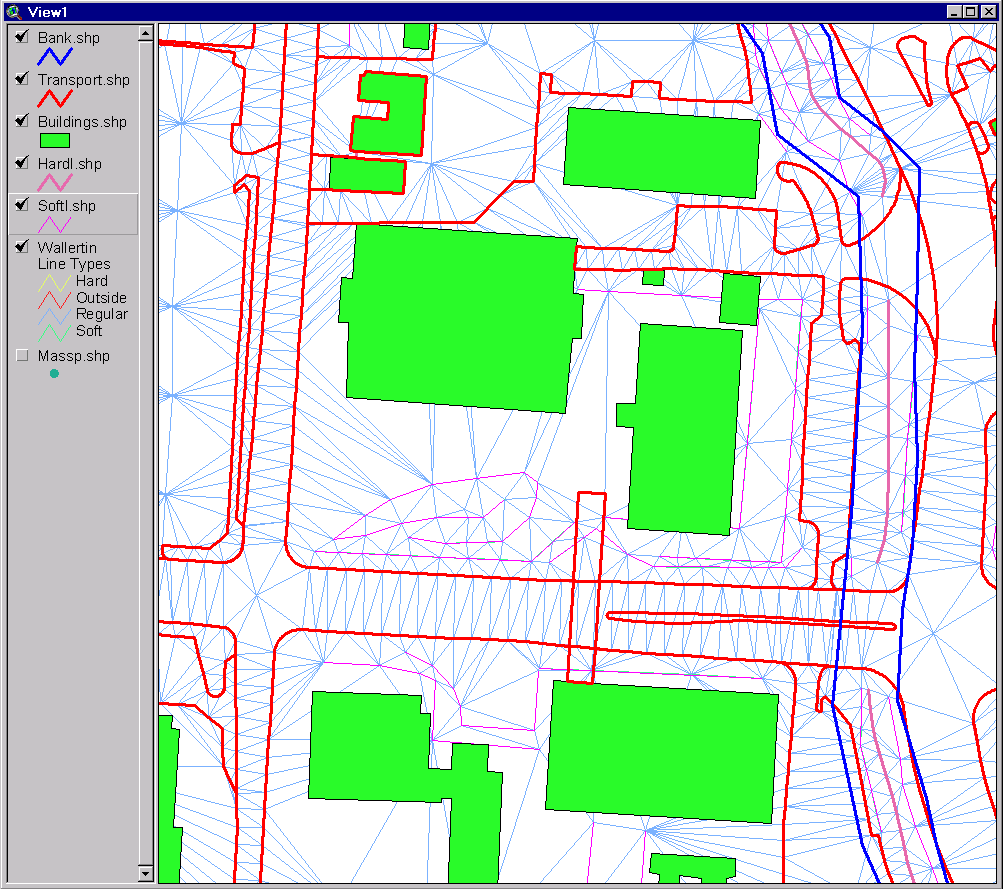 View1
Bank.shp
Transport.shp
Buildings.shp
Hardl.shp
Softl.shp
Wallertin
Line Types
Hard
Outside
Regular
Soft
Massp.shp